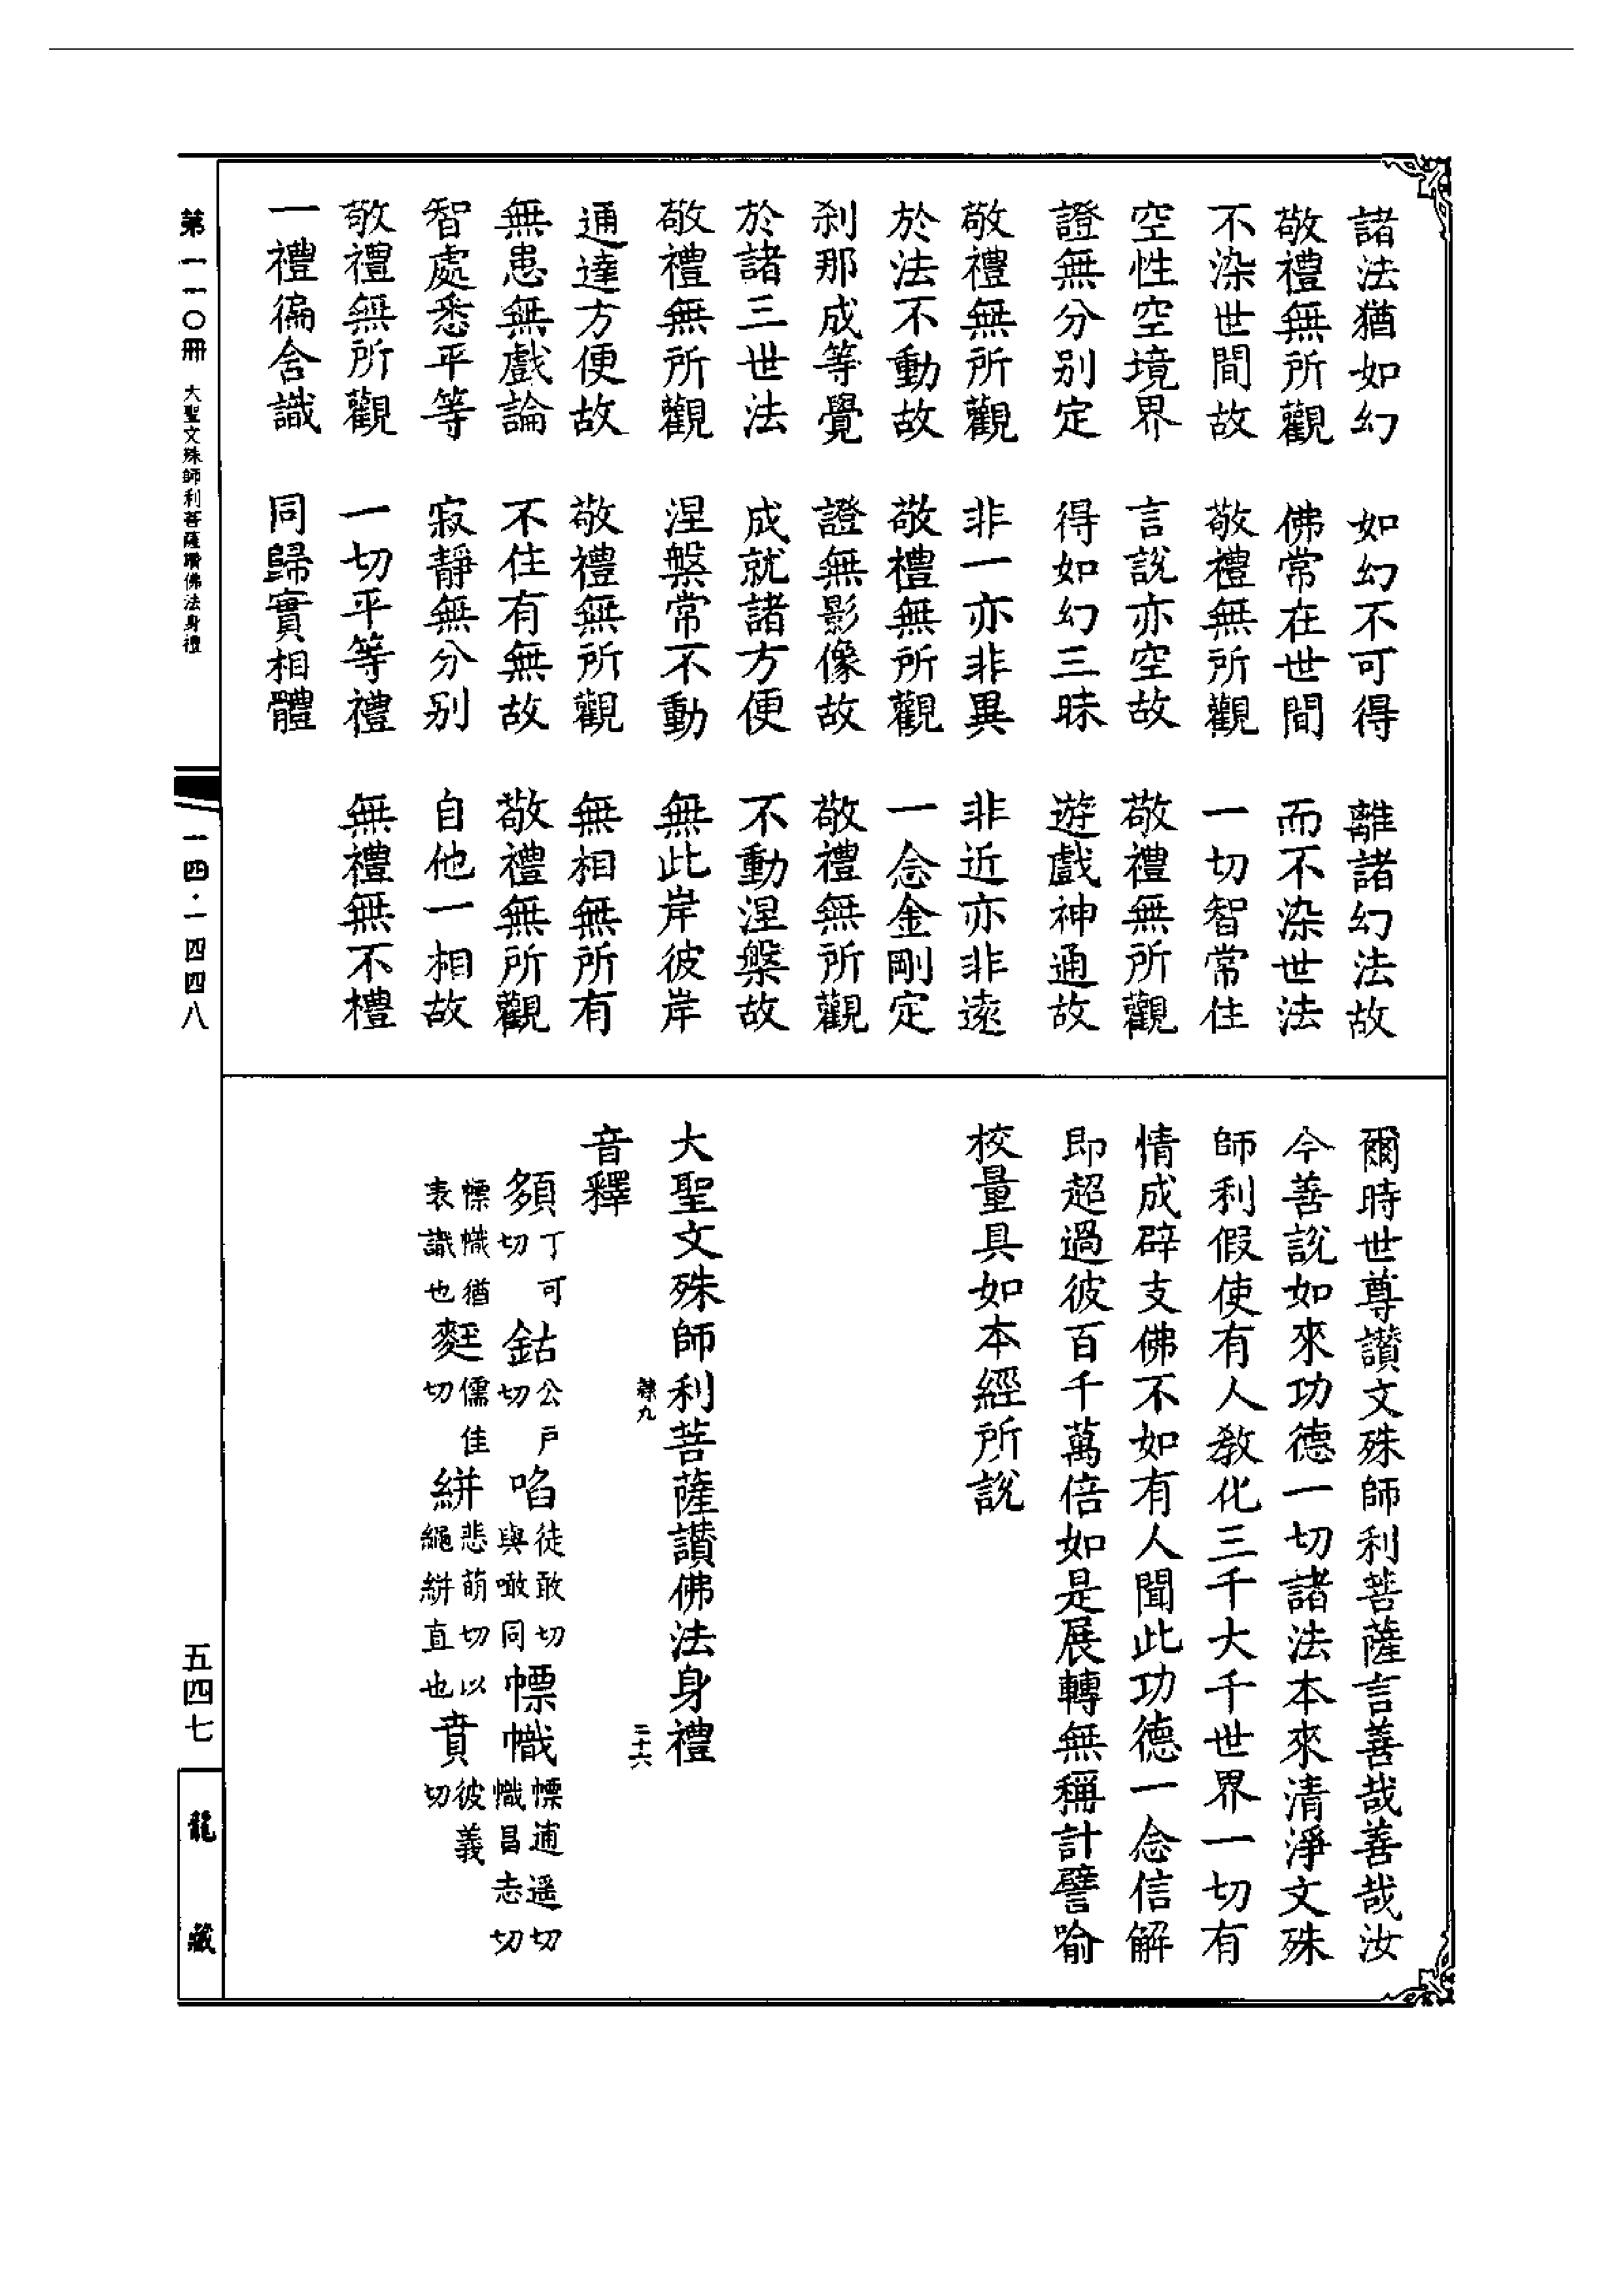 諸法猶如幻　如幻不可得　離諸幻法故
敬禮無所觀　佛常在世間　而不染世法
不染世間故　敬禮無所觀　一切智常住
空性空境界　言說亦空故　敬禮無所觀
證無分別定　得如幻三昧　遊戲神通故
敬禮無所觀　非一亦非異　非近亦非遠
於法不動故　敬禮無所觀　一念金剛定
刹那成等覺　證無影像故　敬禮無所觀
於諸三世法　成就諸方便　不動涅槃故
敬禮無所觀　涅槃常不動　無此岸彼岸
通達方便故　敬禮無所觀　無相無所有
無患無戲論　不住有無故　敬禮無所觀
智處悉平等　寂靜無分別　自他一相故
敬禮無所觀　一切平等禮　無禮無不禮
一禮徧含識　同歸實相體
爾時世尊讚文殊師利菩薩言善哉善哉汝
今善說如來功德一切諸法本來清淨文殊
師利假使有人教化三千大千世界一切有
情成辟支佛不如有人聞此功德一念信解
即超過彼百千萬倍如是展轉無稱計譬喻
校量具如本經所說
大聖文殊師利菩薩讚佛法身禮
二十六
音釋
頞丁可切　鈷公戶切　啗徒敢切與噉同　幖幟幖逋遥切幟昌志切
幖幟猶表識也　䴬儒佳切　絣悲萌切以繩絣直也　賁彼義切
第一一〇冊　大聖文殊師利菩薩讚佛法身禮
一四·一四四八
五四七
龍藏